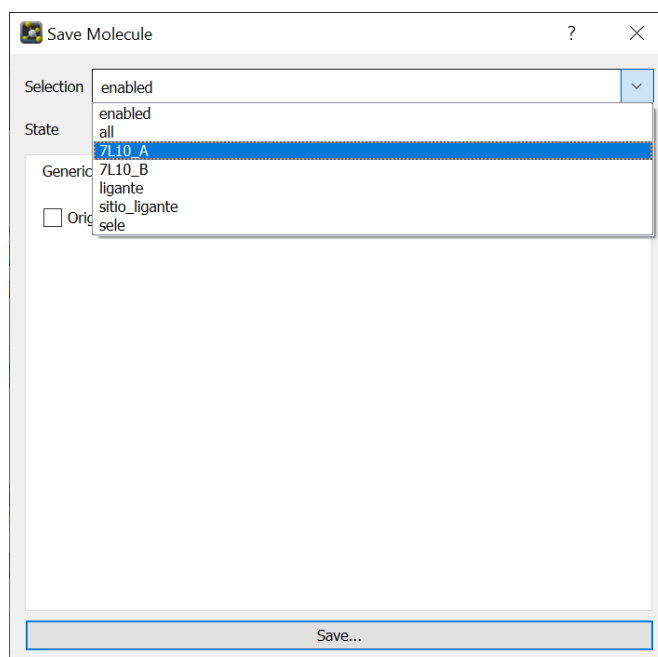 Save Molecule
?
Selection enabled
enabled
State
all
7L10_A
Generic
7L10_B
ligante
sitio_ligante
Orig
sele
Save...